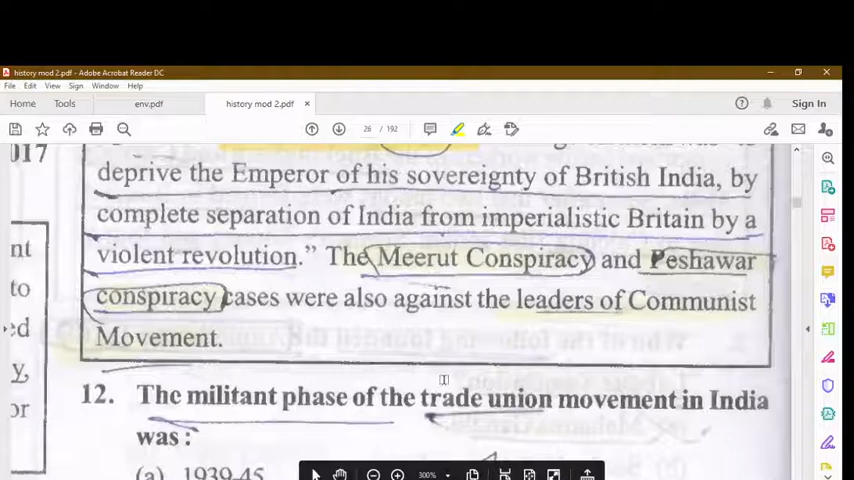 history mod 2.pdf - Adobe Acrobat Reader DC
File Edit View Sign Window Help
Home Tools env.pdf history mod 2.pdf × Sign In
26 / 192
017
deprive the Emperor of his sovereignty of British India, by
complete separation of India from imperialistic Britain by a
violent revolution." The Meerut Conspiracy and Peshawar
conspiracy cases were also against the leaders of Communist
Movement.
nt
to
ed
y,
or
12. The militant phase of the trade union movement in India
was :
(a) 1939-45
300%